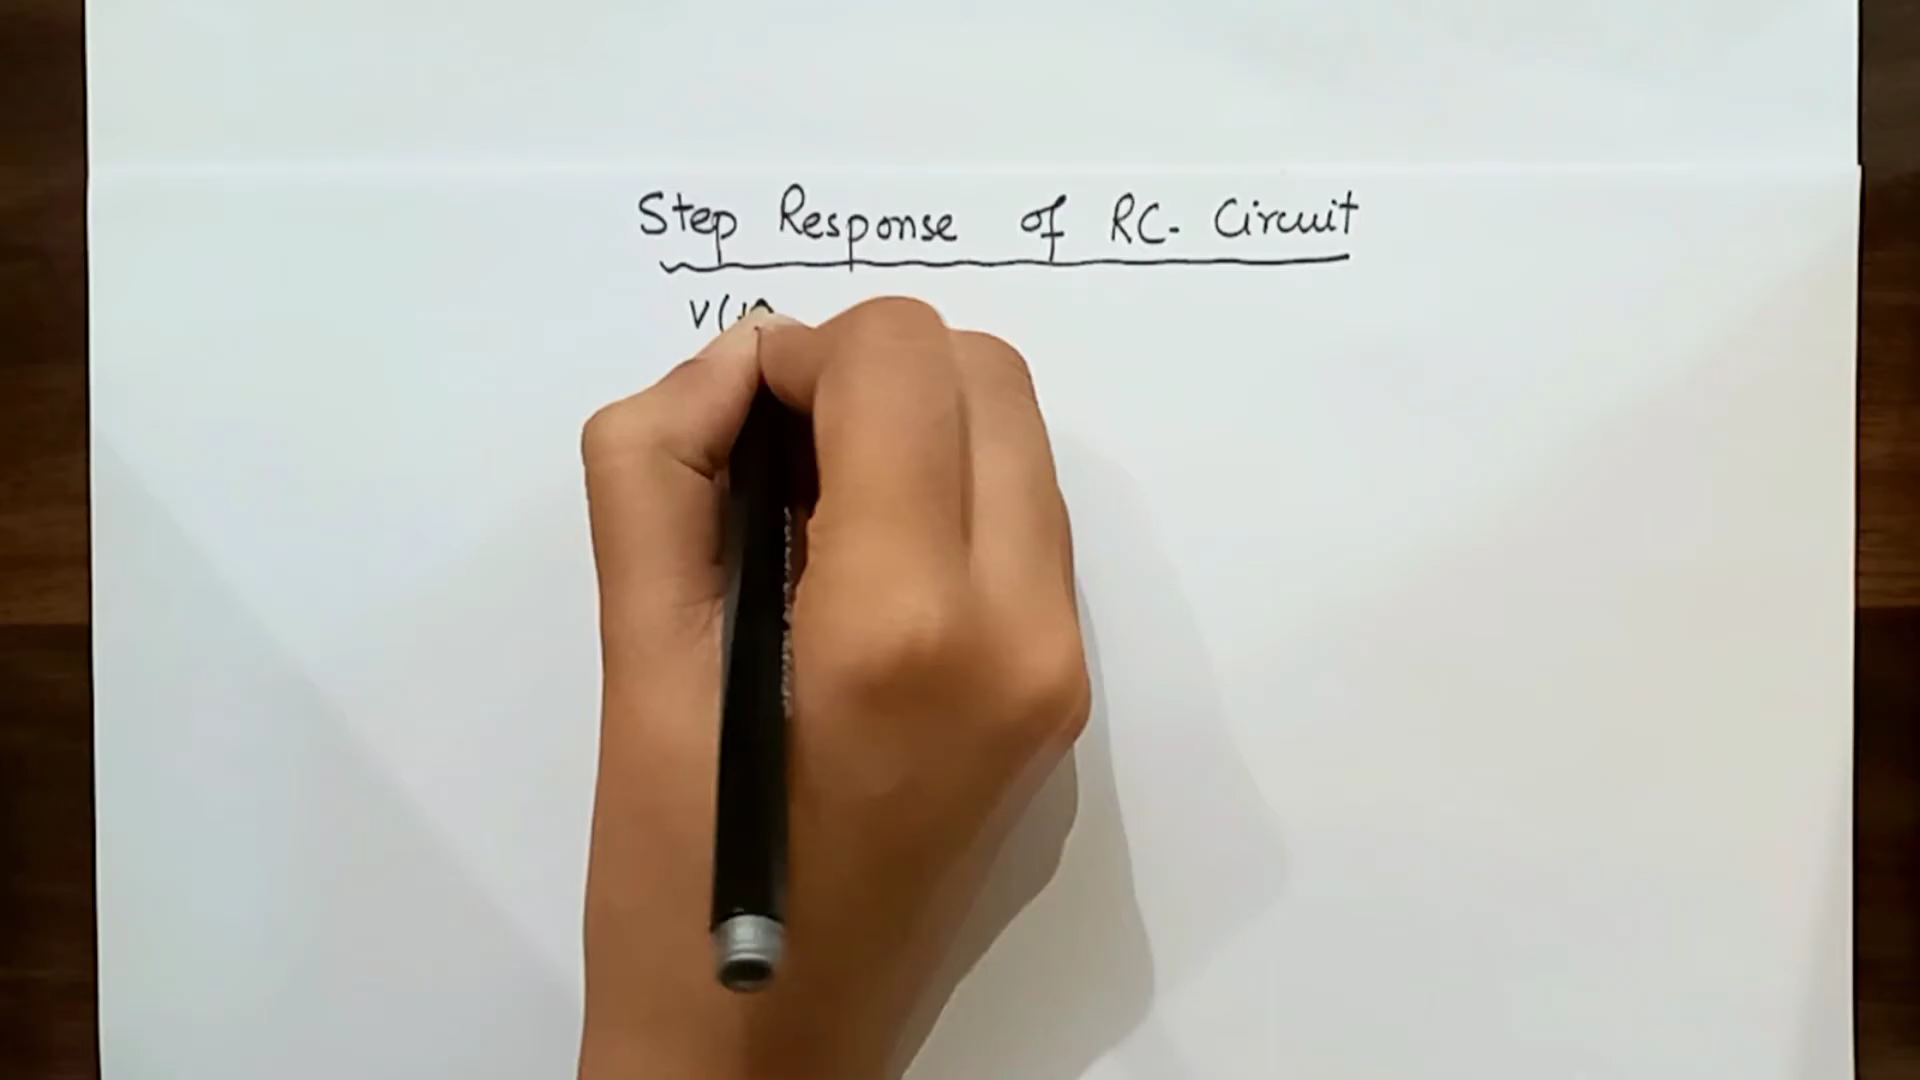 Step Response of RC- Circuit
V(t